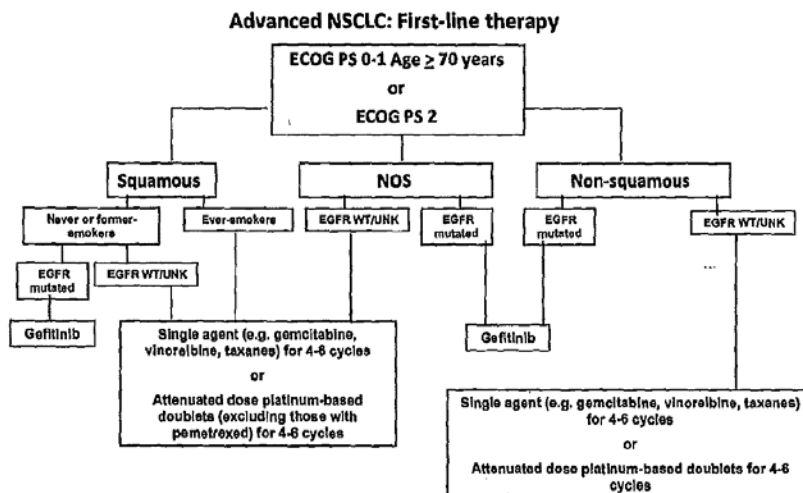 Advanced NSCLC: First-line therapy
ECOG PS 0-1 Age ≥ 70 years
or
ECOG PS 2
Squamous
NOS
Non-squamous
Never or former-
smokers
Ever-smokers
EGFR WT/UNK
EGFR
mutated
EGFR
mutated
EGFR WT/UNK
EGFR
mutated
EGFR WT/UNK
Gefitinib
Gefitinib
Single agent (e.g. gemcitabine,
vinorelbine, taxanes) for 4-6 cycles
or
Attenuated dose platinum-based
doublets (excluding those with
pemetrexed) for 4-6 cycles
Single agent (e.g. gemcitabine, vinorelbine, taxanes)
for 4-6 cycles
or
Attenuated dose platinum-based doublets for 4-6
cycles